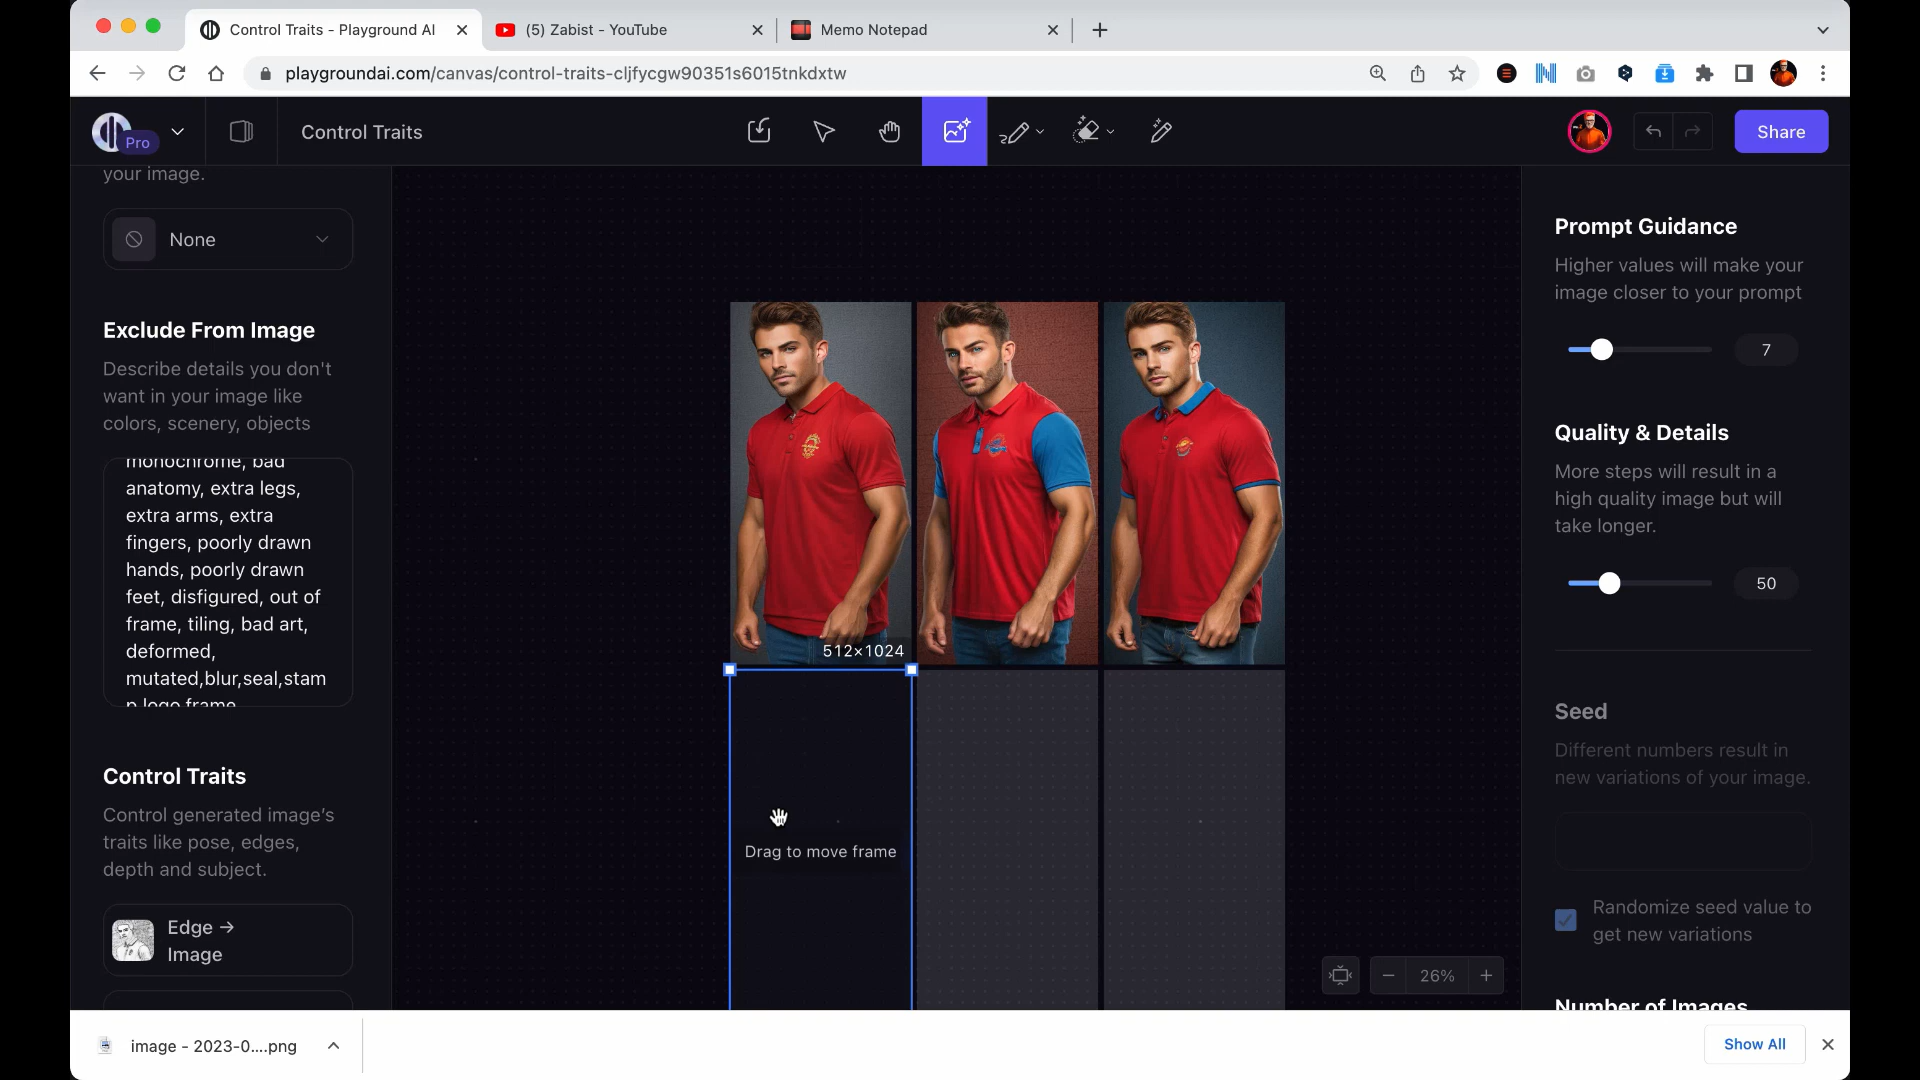 Control Traits - Playground AI
(5) Zabist - YouTube
Memo Notepad
playgroundai.com/canvas/control-traits-cljfycgw90351s6015tnkdxtw
Pro
Control Traits
Share
your image.
None
Exclude From Image
Describe details you don't
want in your image like
colors, scenery, objects
monochrome, bad
anatomy, extra legs,
extra arms, extra
fingers, poorly drawn
hands, poorly drawn
feet, disfigured, out of
frame, tiling, bad art,
deformed,
mutated,blur,seal,stam
p,logo,frame
Control Traits
Control generated image's
traits like pose, edges,
depth and subject.
Edge →
Image
512×1024
Drag to move frame
Prompt Guidance
Higher values will make your
image closer to your prompt
7
Quality & Details
More steps will result in a
high quality image but will
take longer.
50
Seed
Different numbers result in
new variations of your image.
Randomize seed value to
get new variations
Number of Images
26%
image - 2023-0....png
Show All